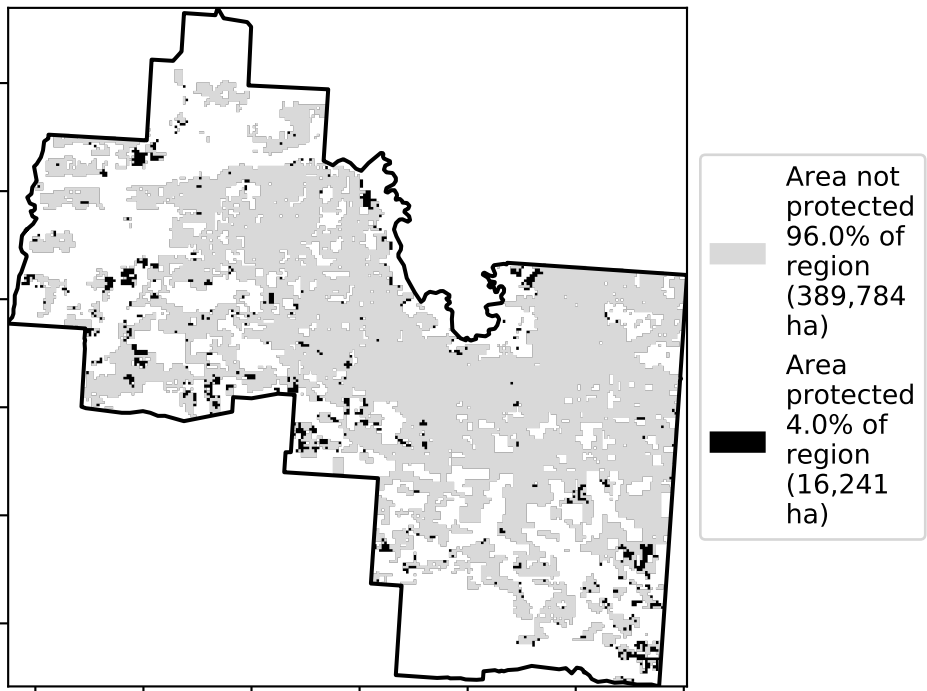 Area not
protected
96.0% of
region
(389,784
ha)
Area
protected
4.0% of
region
(16,241
ha)